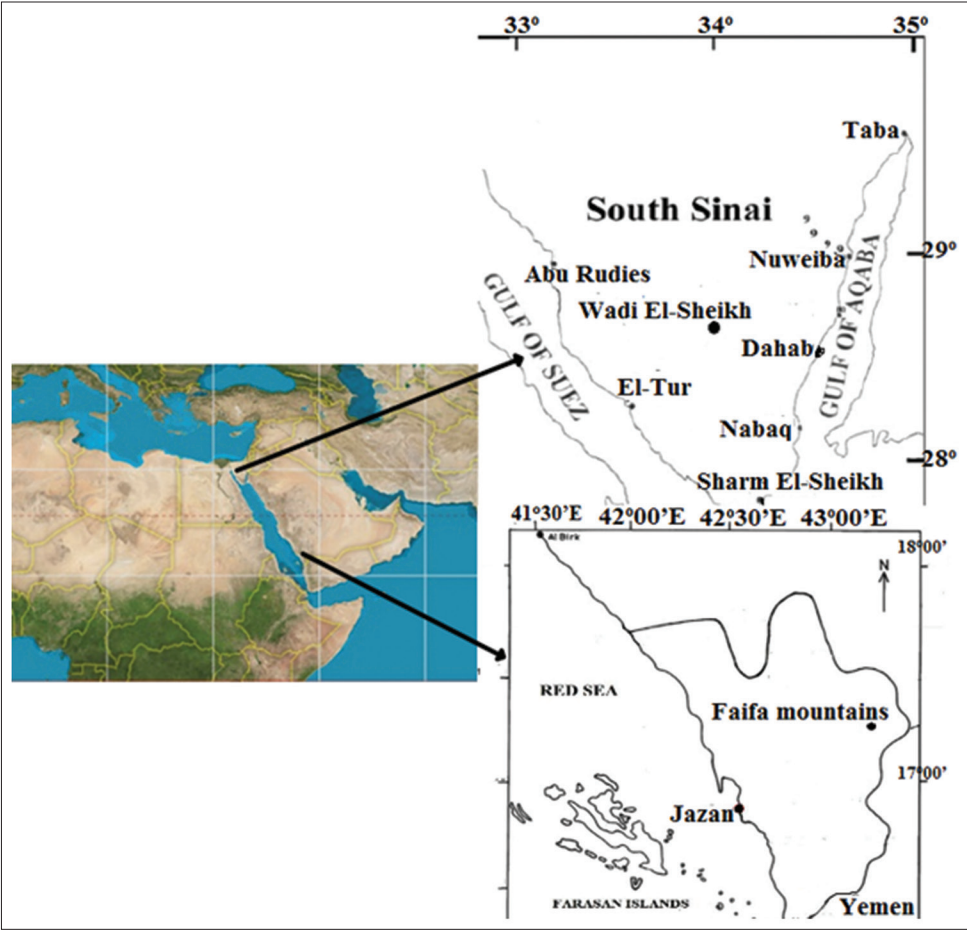 33º 34º 35º
Taba
South Sinai
Nuweiba
29º
Abu Rudies
GULF OF AQABA
Wadi El-Sheikh
GULF OF SUEZ
Dahab
El-Tur
Nabaq
28º
Sharm El-Sheikh
41º30'E 42º00'E 42º30'E 43º00'E
Al Birk
18º00'
N
RED SEA
Faifa mountains
17º00'
Jazan
FARASAN ISLANDS
Yemen